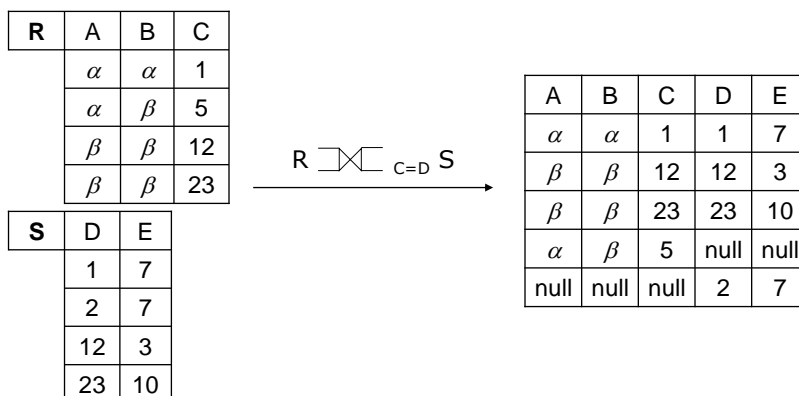 R A B C
α α 1
α β 5
β β 12
β β 23
S D E
1 7
2 7
12 3
23 10
R ⟗ C=D S
A B C D E
α α 1 1 7
β β 12 12 3
β β 23 23 10
α β 5 null null
null null null 2 7